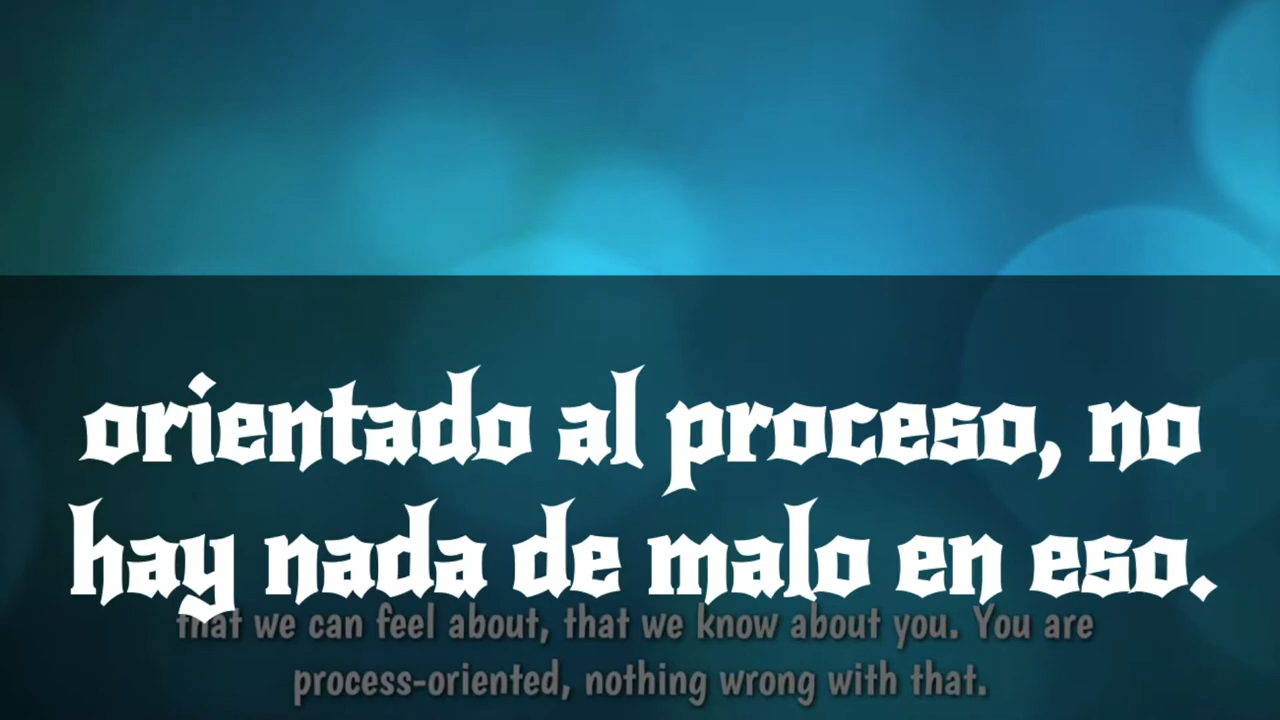 orientado al proceso, no
hay nada de malo en eso.
that we can feel about, that we know about you. You are
process-oriented, nothing wrong with that.